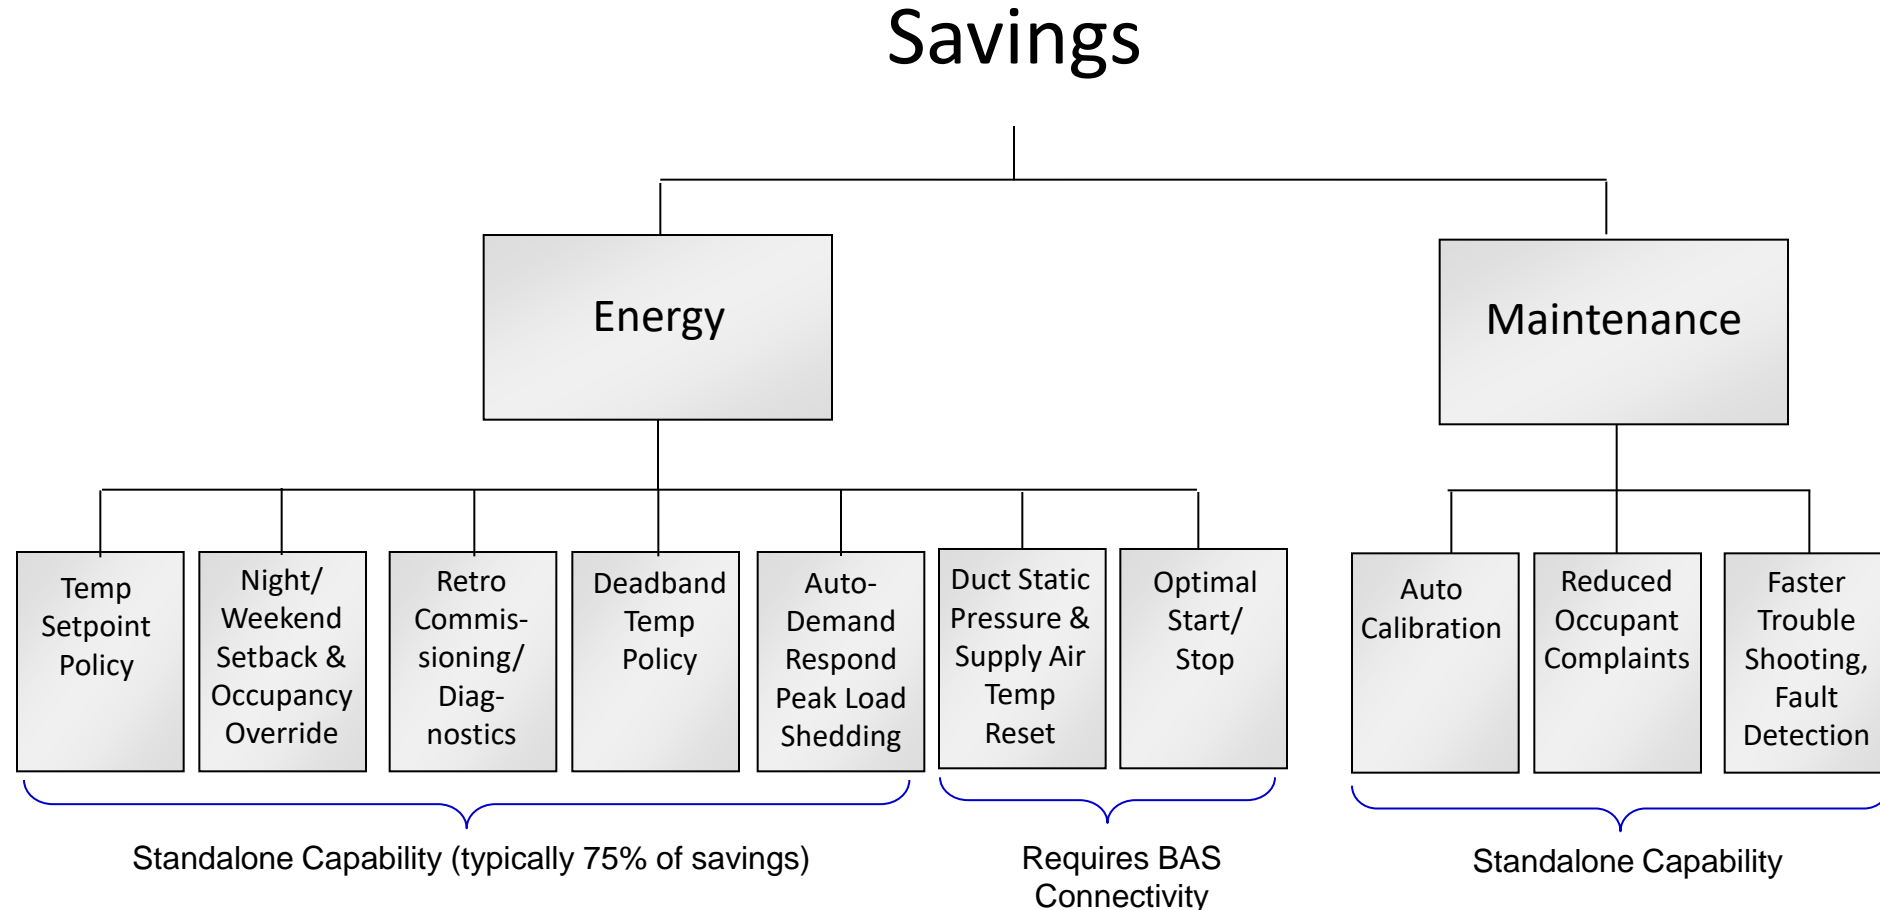 Savings
Energy
Maintenance
Temp
Setpoint
Policy
Night/
Weekend
Setback &
Occupancy
Override
Retro
Commis-
sioning/
Diag-
nostics
Deadband
Temp
Policy
Auto-
Demand
Respond
Peak Load
Shedding
Duct Static
Pressure &
Supply Air
Temp
Reset
Optimal
Start/
Stop
Auto
Calibration
Reduced
Occupant
Complaints
Faster
Trouble
Shooting,
Fault
Detection
Standalone Capability (typically 75% of savings)
Requires BAS
Connectivity
Standalone Capability